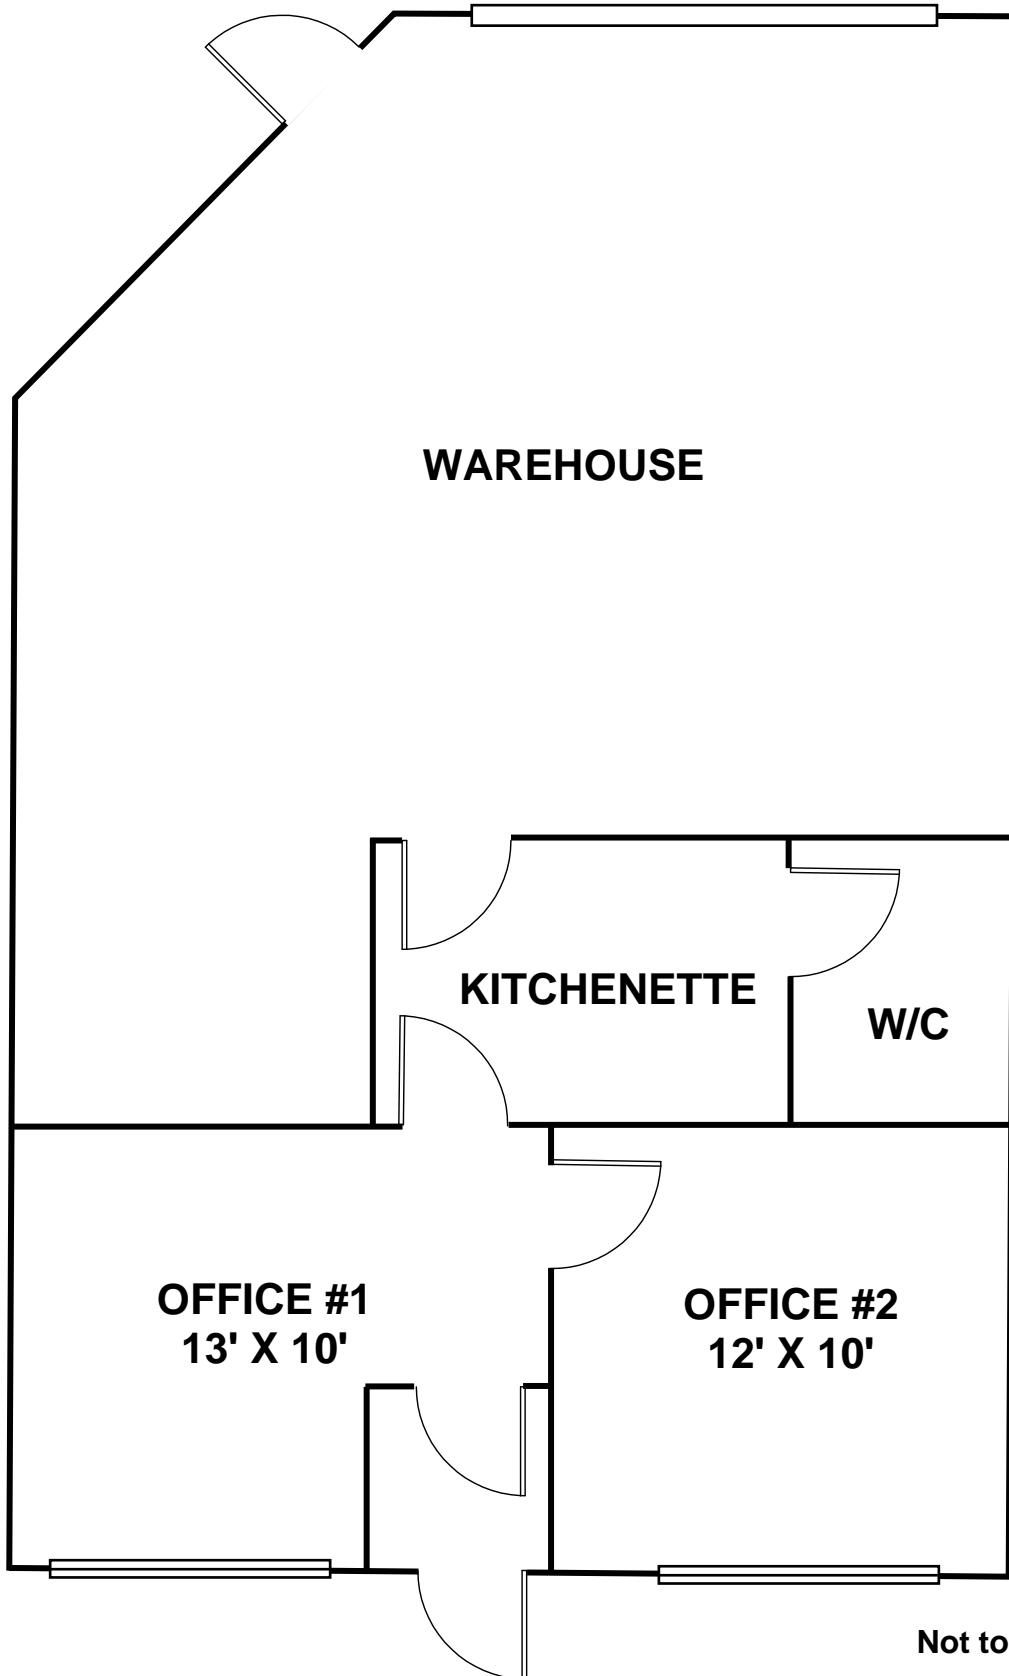 WAREHOUSE
KITCHENETTE
W/C
OFFICE #1
13' X 10'
OFFICE #2
12' X 10'
Not to